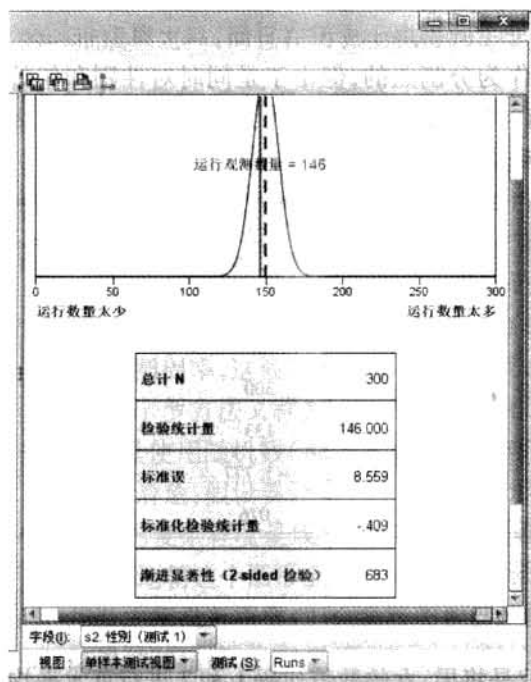 运行观测数量 = 146
0 50 100 150 200 250 300
运行数量太少 运行数量太多
总计 N 300
检验统计量 146.000
标准误 8.559
标准化检验统计量 -.409
渐进显著性（2-sided 检验） .683
字段(I): s2. 性别（测试 1）
视图: 单样本测试视图 测试(S): Runs